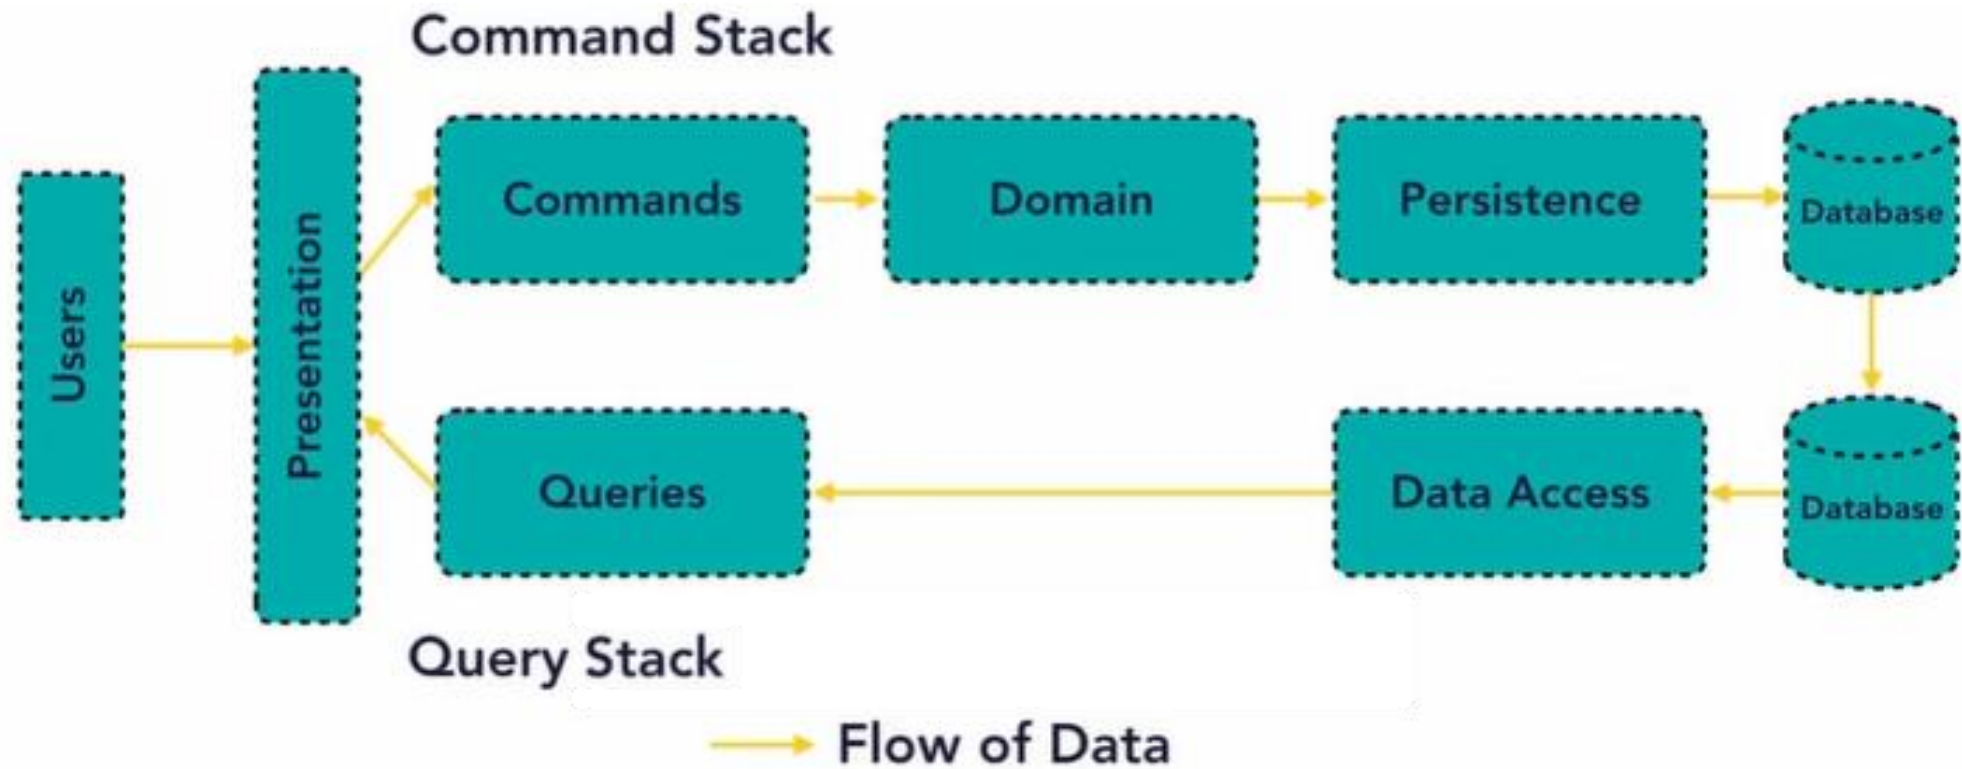 Command Stack
Users
Presentation
Commands
Domain
Persistence
Database
Queries
Data Access
Database
Query Stack
Flow of Data